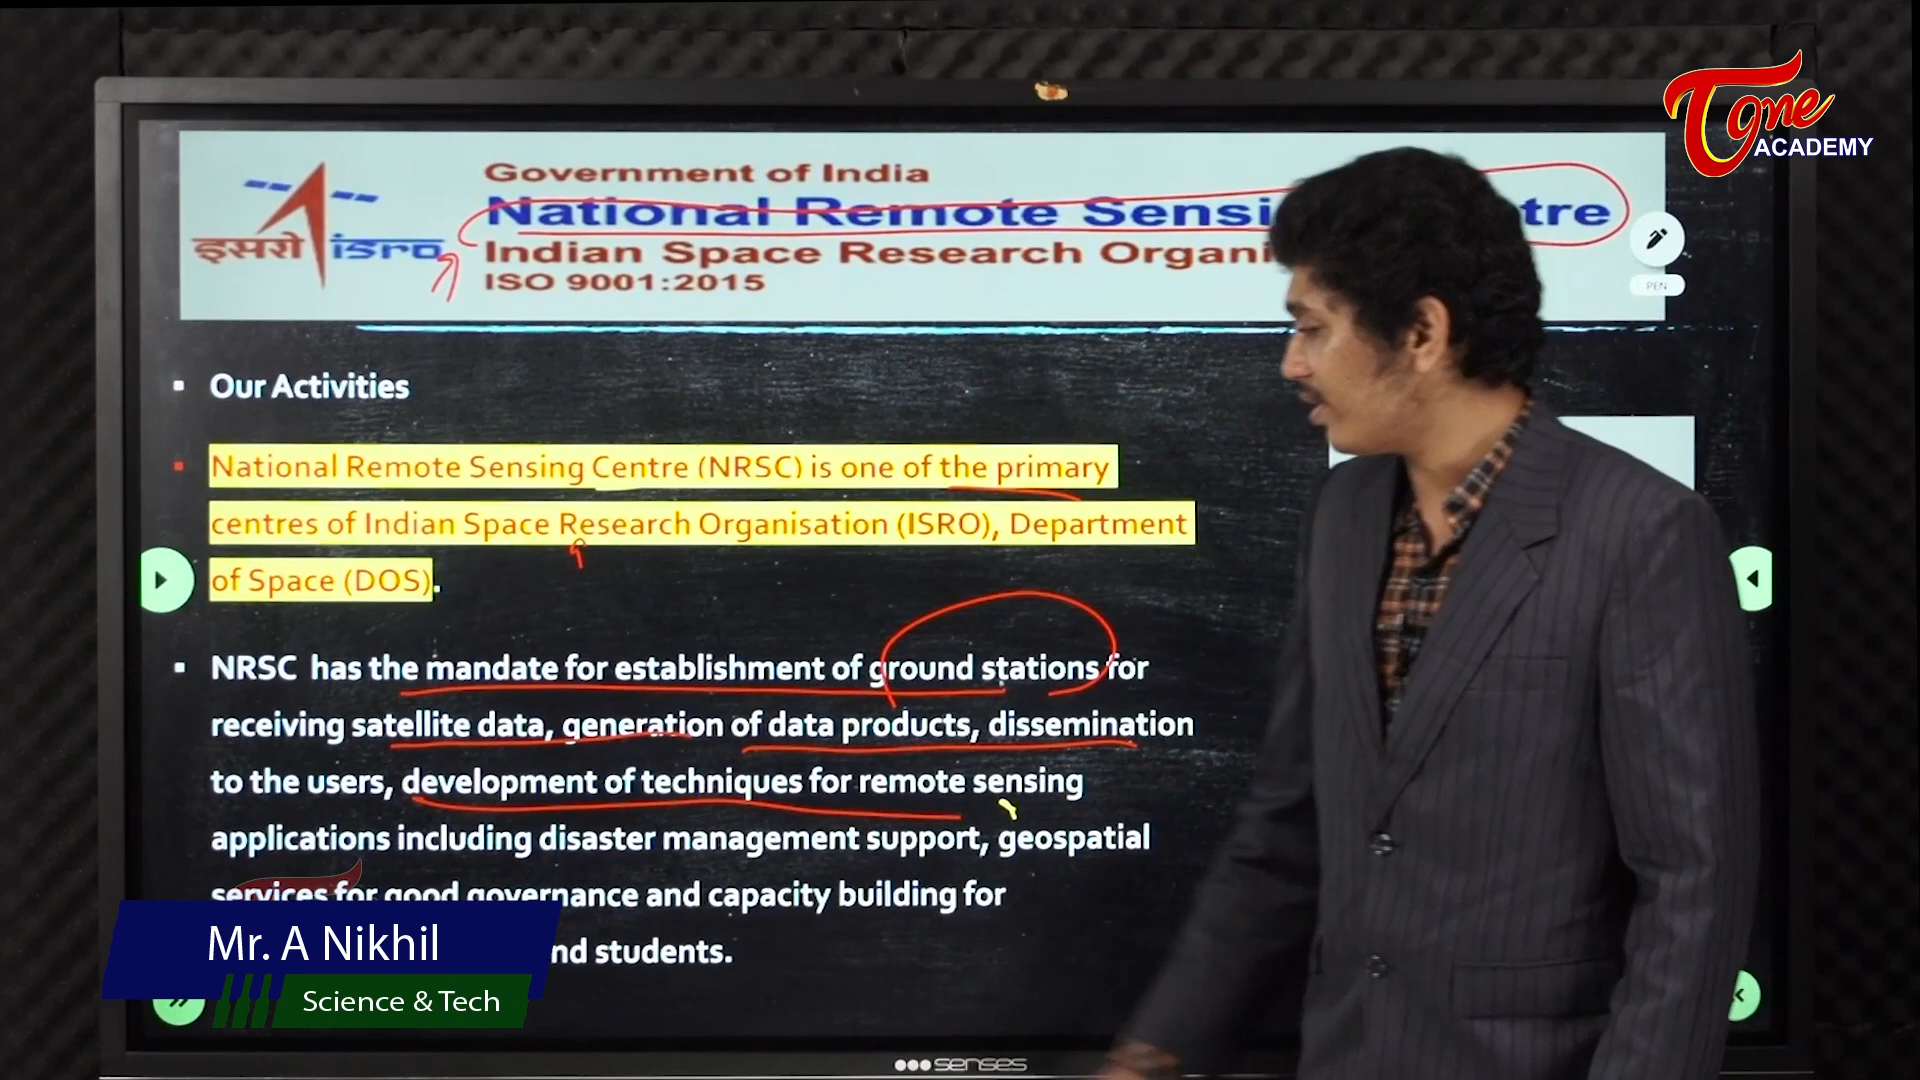 Tone
ACADEMY
Government of India
National Remote Sensi tre
इसरो isro
Indian Space Research Organi
ISO 9001:2015
PEN
Our Activities
National Remote Sensing Centre (NRSC) is one of the primary
centres of Indian Space Research Organisation (ISRO), Department
of Space (DOS).
NRSC has the mandate for establishment of ground stations for
receiving satellite data, generation of data products, dissemination
to the users, development of techniques for remote sensing
applications including disaster management support, geospatial
services for good governance and capacity building for
nd students.
Mr. A Nikhil
Science & Tech
senses